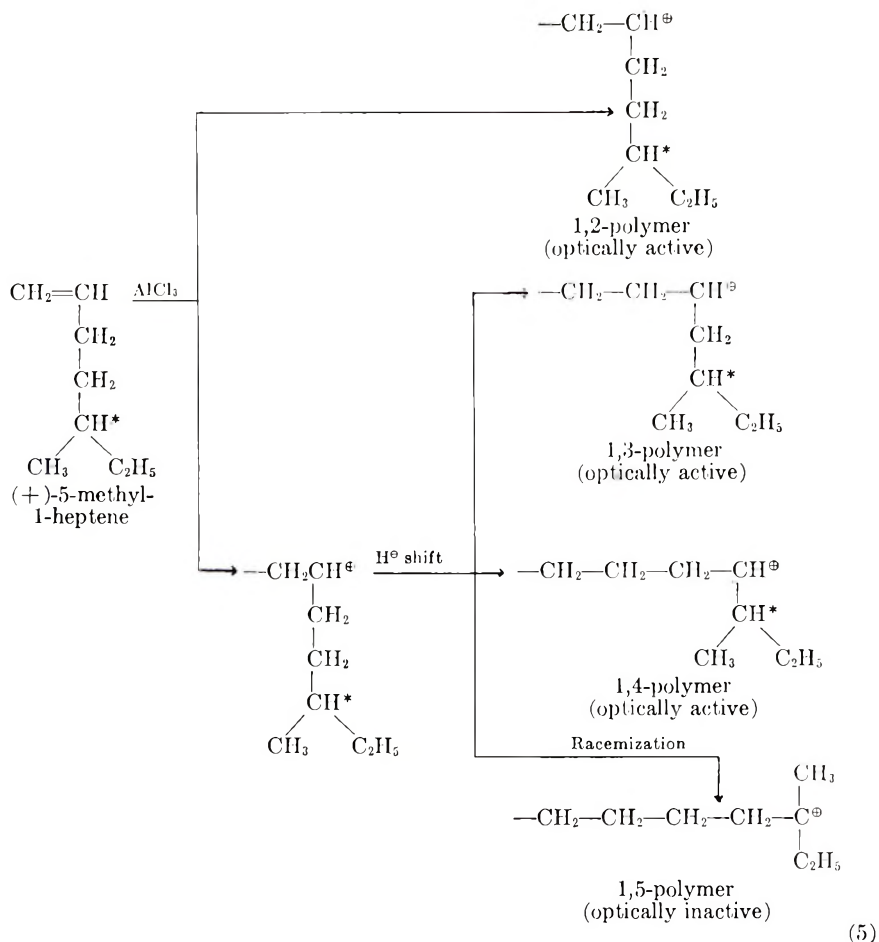 —CH₂—CH⊕
CH₂
CH₂
CH*
CH₃ C₂H₅
1,2-polymer
(optically active)
CH₂=CH
CH₂
CH₂
CH*
CH₃ C₂H₅
(+)-5-methyl-
1-heptene
AlCl₃
—CH₂—CH₂—CH⊕
CH₂
CH*
CH₃ C₂H₅
1,3-polymer
(optically active)
—CH₂CH⊕
CH₂
CH₂
CH*
CH₃ C₂H₅
H⊖ shift
—CH₂—CH₂—CH₂—CH⊕
CH*
CH₃ C₂H₅
1,4-polymer
(optically active)
Racemization
CH₃
—CH₂—CH₂—CH₂—CH₂—C⊕
C₂H₅
1,5-polymer
(optically inactive)
(5)